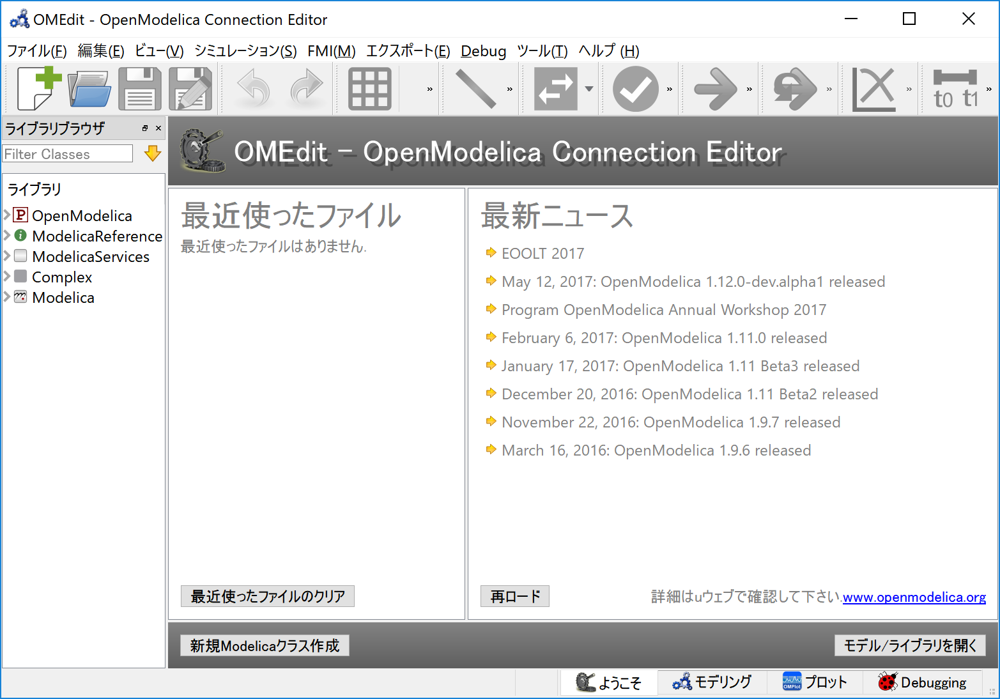 OMEdit - OpenModelica Connection Editor
ファイル(F) 編集(E) ビュー(V) シミュレーション(S) FMI(M) エクスポート(E) Debug ツール(T) ヘルプ (H)
» » » » » » »
t0 t1
ライブラリブラウザ
Filter Classes
OMEdit - OpenModelica Connection Editor
ライブラリ
P OpenModelica
i ModelicaReference
ModelicaServices
Complex
Modelica
最近使ったファイル
最近使ったファイルはありません.
最近使ったファイルのクリア
最新ニュース
EOOLT 2017
May 12, 2017: OpenModelica 1.12.0-dev.alpha1 released
Program OpenModelica Annual Workshop 2017
February 6, 2017: OpenModelica 1.11.0 released
January 17, 2017: OpenModelica 1.11 Beta3 released
December 20, 2016: OpenModelica 1.11 Beta2 released
November 22, 2016: OpenModelica 1.9.7 released
March 16, 2016: OpenModelica 1.9.6 released
再ロード
詳細はuウェブで確認して下さい.www.openmodelica.org
新規Modelicaクラス作成
モデル/ライブラリを開く
ようこそ モデリング OMPlot プロット Debugging